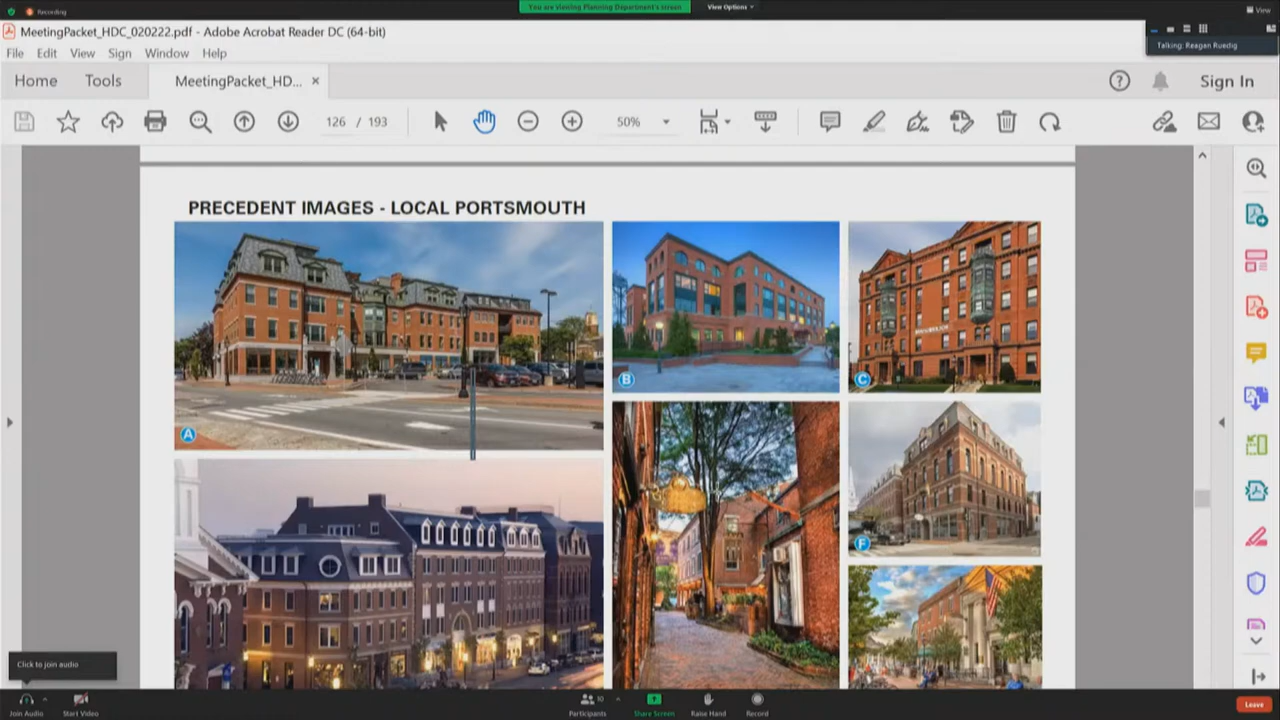 Recording
You are viewing Planning Department's screen
View Options
View
MeetingPacket_HDC_020222.pdf - Adobe Acrobat Reader DC (64-bit)
Talking: Reagan Ruedig
File Edit View Sign Window Help
Home Tools MeetingPacket_HD... × Sign In
126 / 193 50%
PRECEDENT IMAGES - LOCAL PORTSMOUTH
A
B
C
F
Click to join audio
Join Audio Start Video Participants 10 Share Screen Raise Hand Record Leave